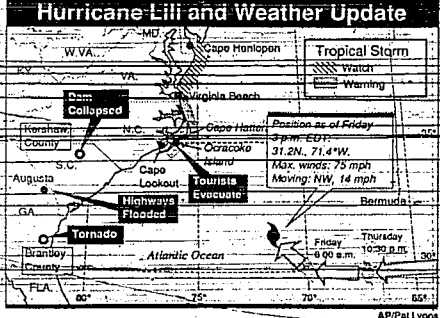 Hurricane Lili and Weather Update
MD.
W.VA.
Cape Henlopen
KY.
VA.
Tropical Storm
Watch
Warning
Dam
Collapsed
Virginia Beach
Kershaw
County
N.C.
Cape Hatteras
Ocracoke
Island
Position as of Friday
3 p.m. EDT:
31.2N., 71.4°W.
Max. winds: 75 mph
Moving: NW, 14 mph
35°
S.C.
Cape
Lookout
Tourists
Evacuate
Augusta
Highways
Flooded
GA.
Bermuda
Tornado
Brantley
County
Atlantic Ocean
Friday
6:00 a.m.
Thursday
10:30 p.m.
30°
FLA.
80°
75°
70°
65°
AP/Pat Lyons